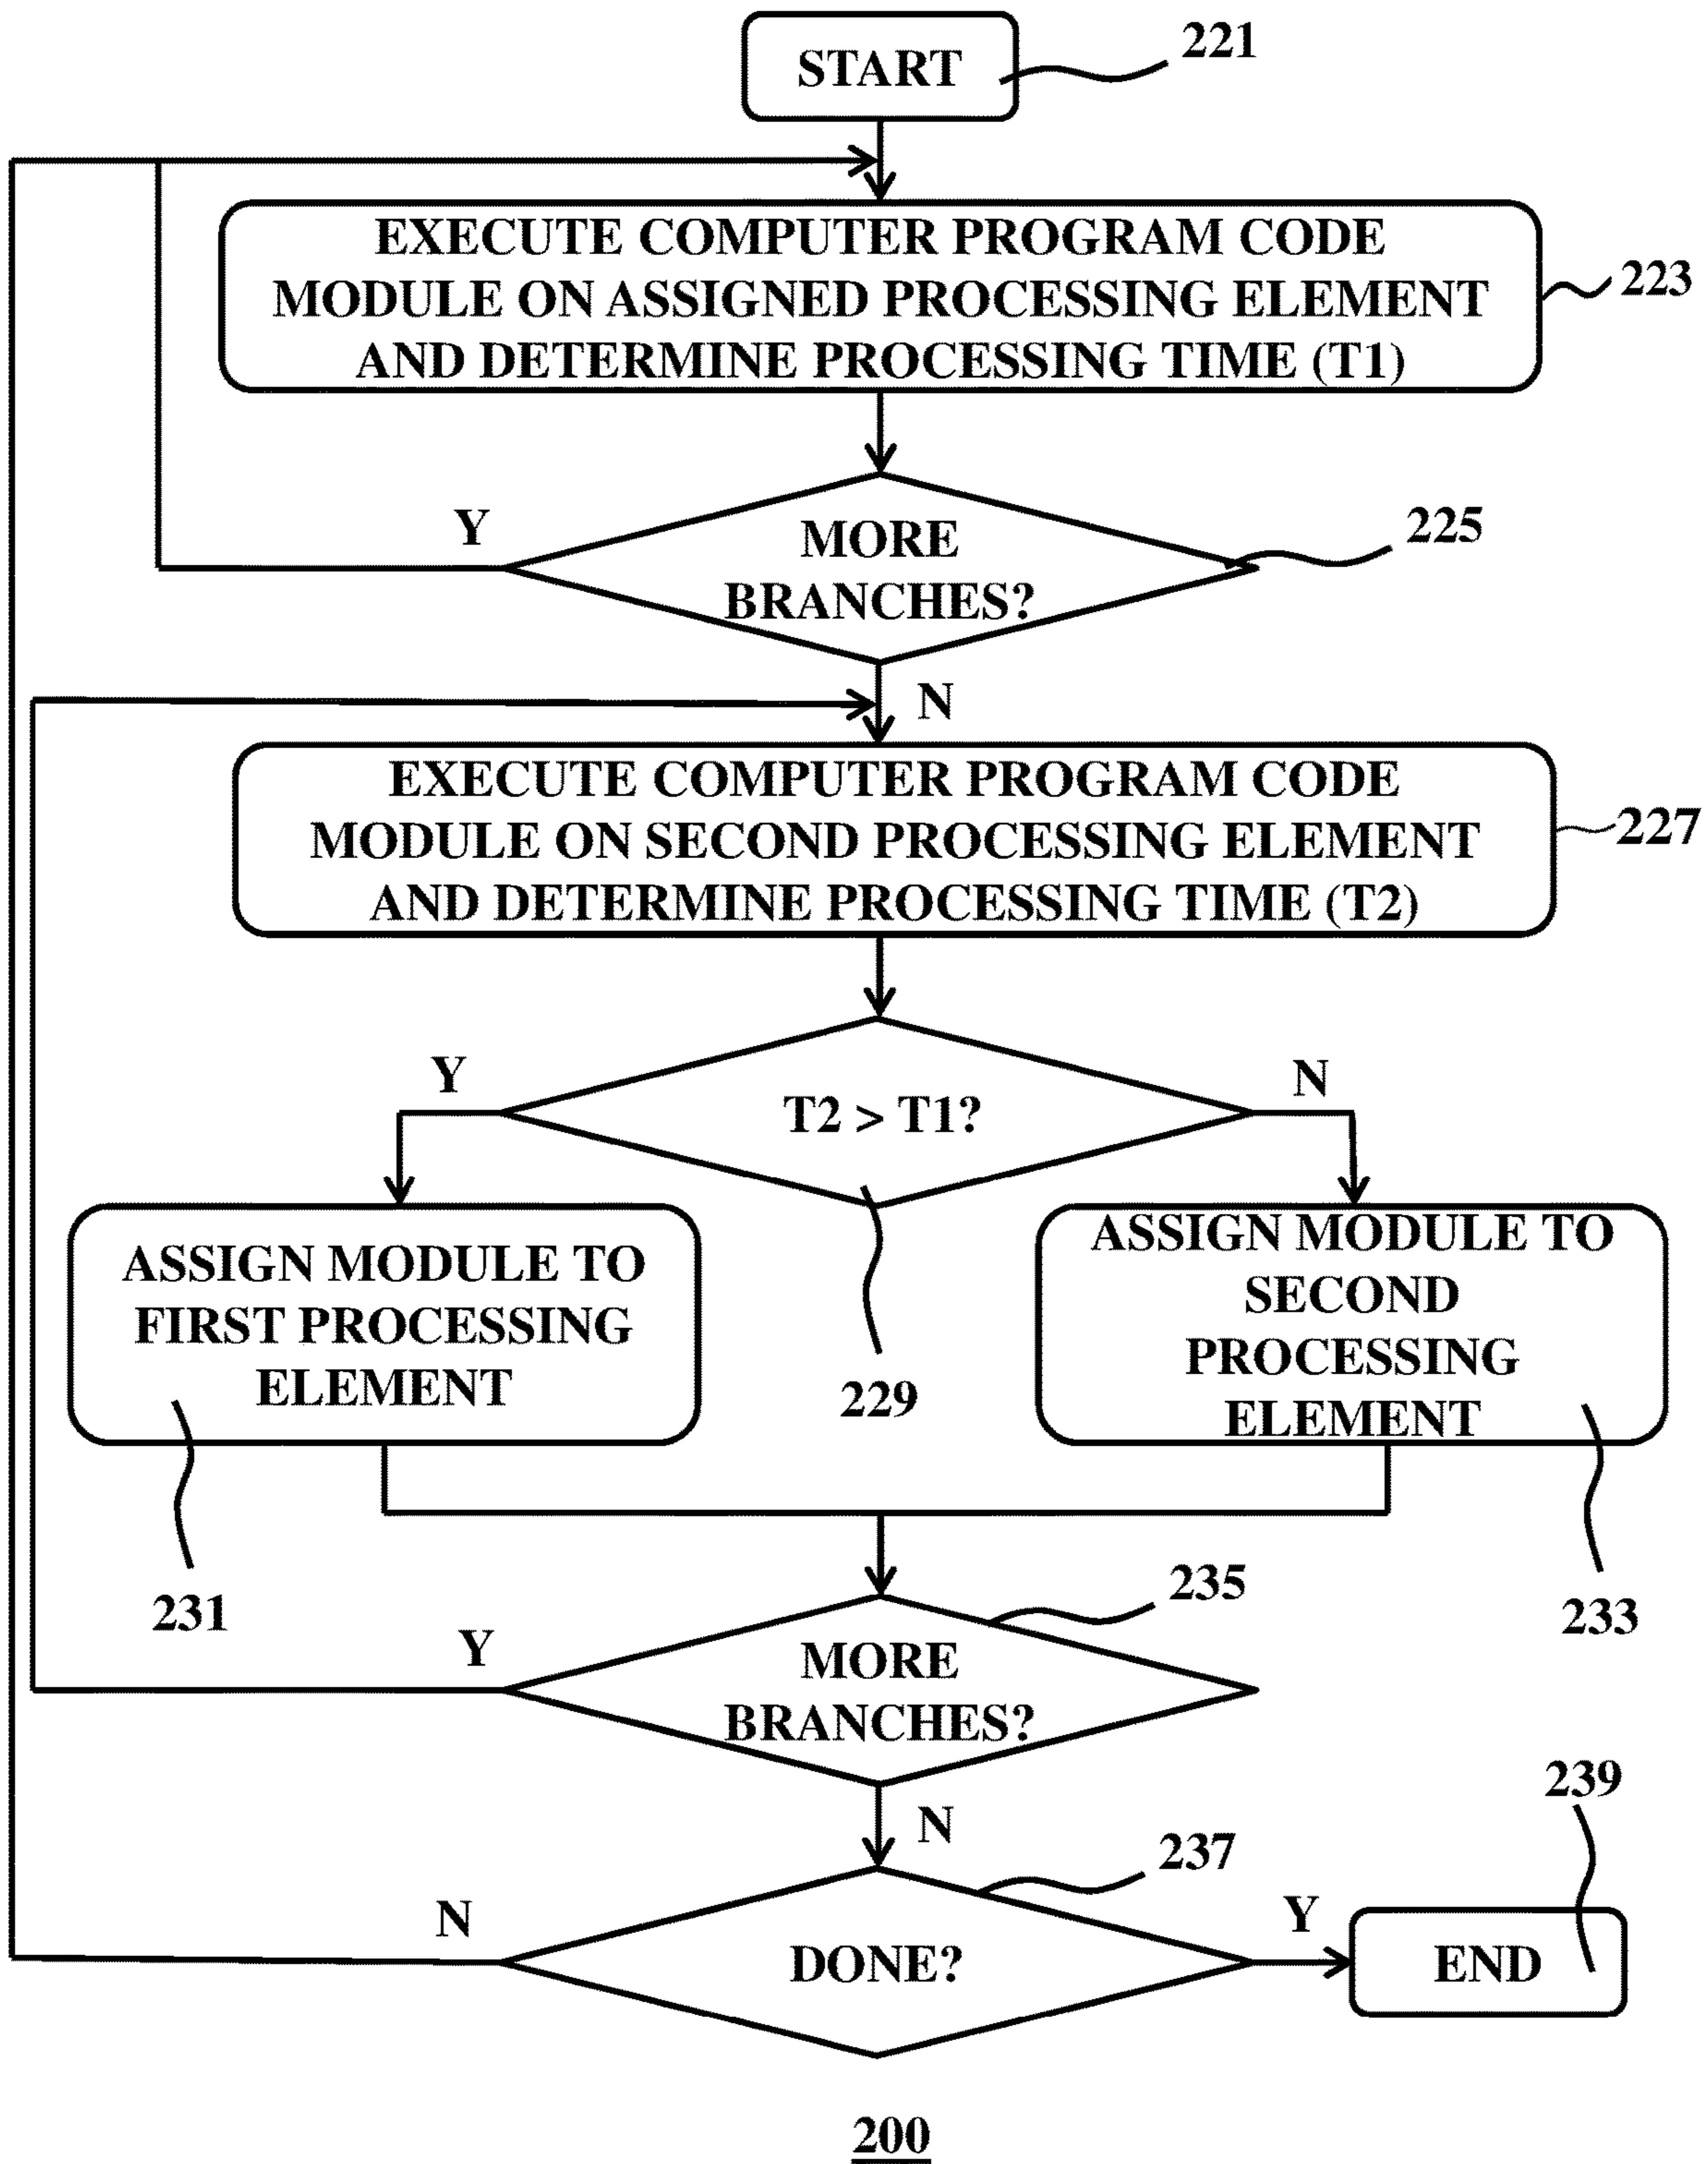 START
221
EXECUTE COMPUTER PROGRAM CODE
MODULE ON ASSIGNED PROCESSING ELEMENT
AND DETERMINE PROCESSING TIME (T1)
223
Y
MORE
BRANCHES?
225
N
EXECUTE COMPUTER PROGRAM CODE
MODULE ON SECOND PROCESSING ELEMENT
AND DETERMINE PROCESSING TIME (T2)
227
Y
T2 > T1?
N
ASSIGN MODULE TO
FIRST PROCESSING
ELEMENT
229
ASSIGN MODULE TO
SECOND
PROCESSING
ELEMENT
231
233
235
Y
MORE
BRANCHES?
N
237
239
N
DONE?
Y
END
200